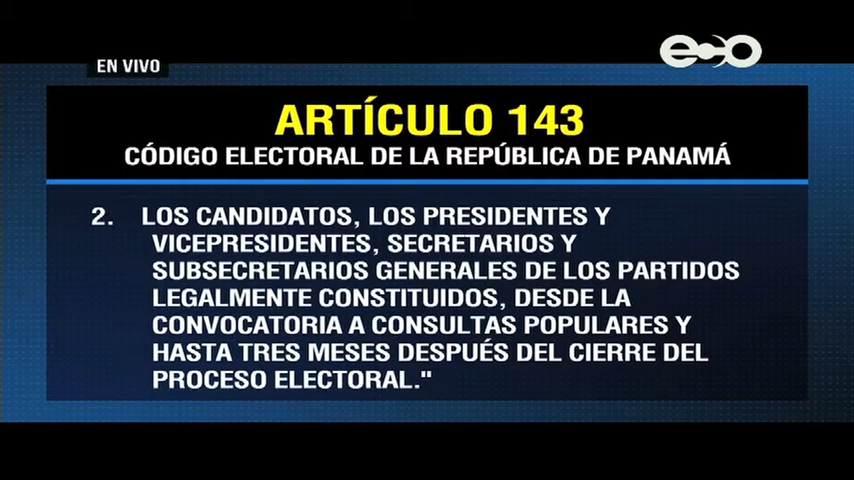 eco
EN VIVO
ARTÍCULO 143
CÓDIGO ELECTORAL DE LA REPÚBLICA DE PANAMÁ
2. LOS CANDIDATOS, LOS PRESIDENTES Y
VICEPRESIDENTES, SECRETARIOS Y
SUBSECRETARIOS GENERALES DE LOS PARTIDOS
LEGALMENTE CONSTITUIDOS, DESDE LA
CONVOCATORIA A CONSULTAS POPULARES Y
HASTA TRES MESES DESPUÉS DEL CIERRE DEL
PROCESO ELECTORAL."